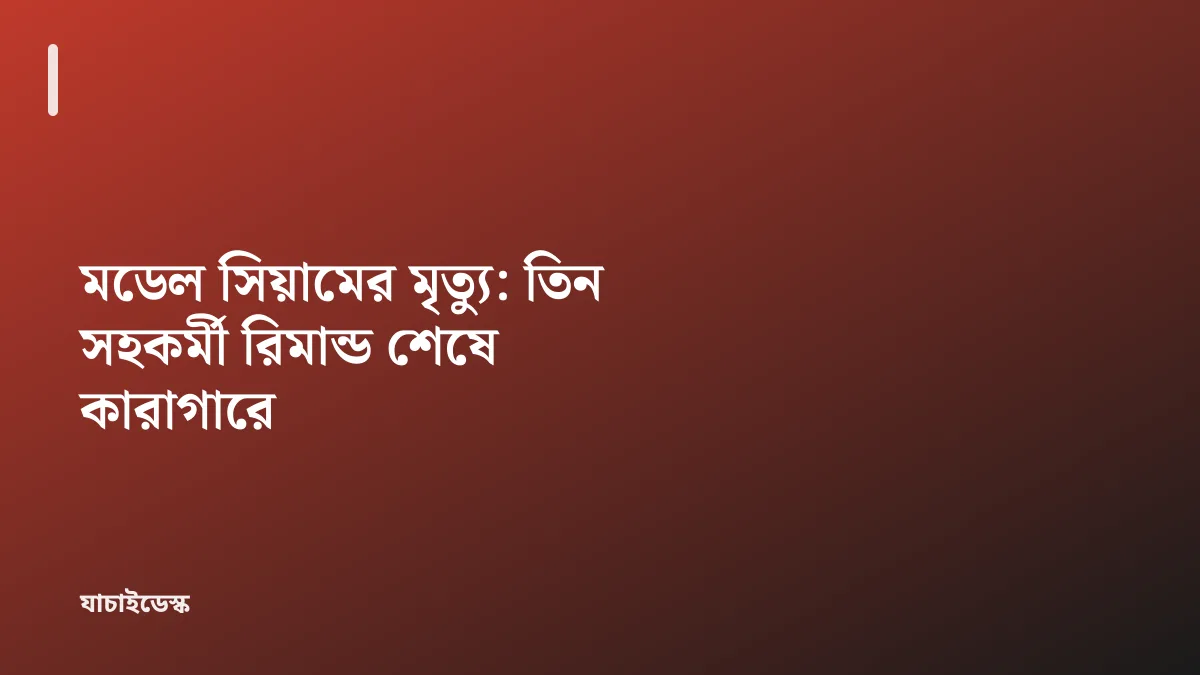 মডেল সিয়ামের মৃত্যু: তিন
সহকর্মী রিমান্ড শেষে
কারাগারে
যাচাইডেস্ক